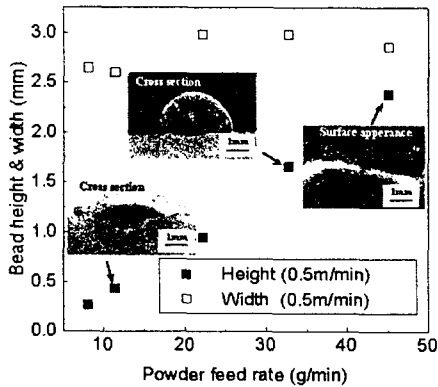 3.0
2.5
2.0
1.5
1.0
0.5
0.0
Bead height & width (mm)
Cross section
1mm
Surface apperance
1mm
Cross section
1mm
Height (0.5m/min)
Width (0.5m/min)
10
20
30
40
50
Powder feed rate (g/min)